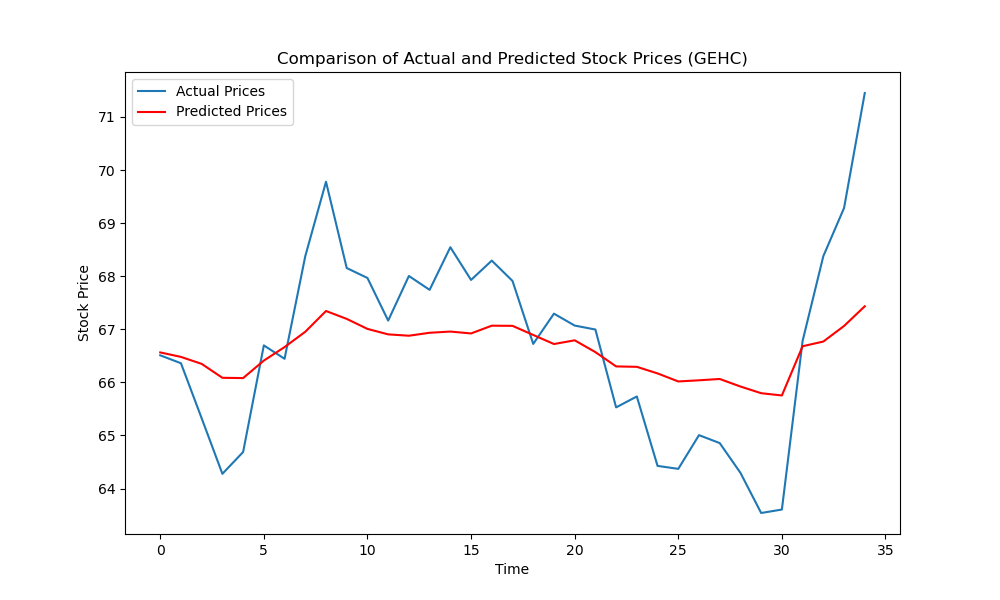 Comparison of Actual and Predicted Stock Prices (GEHC)
Actual Prices
Predicted Prices
71
70
69
68
67
66
65
64
Stock Price
0 5 10 15 20 25 30 35
Time